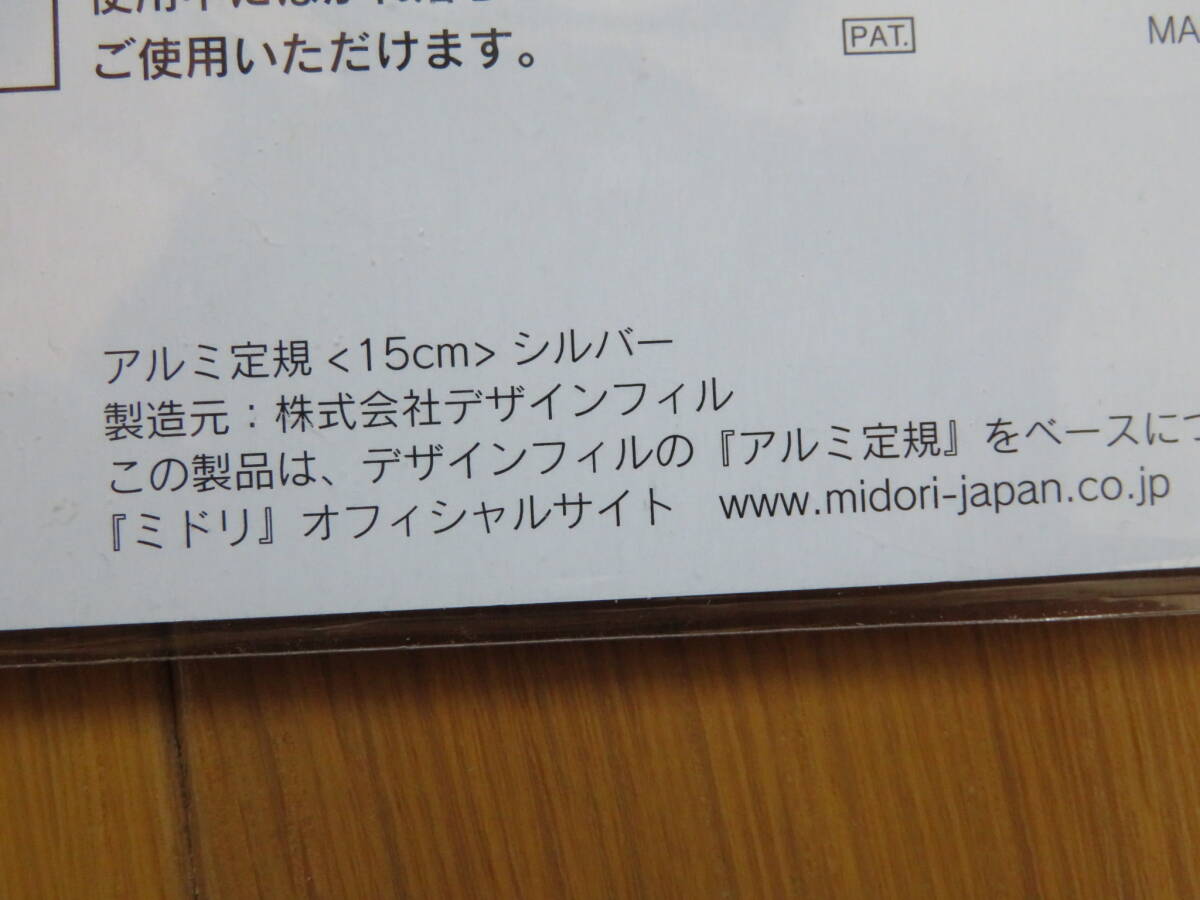 ご使用いただけます。
PAT.
MA
アルミ定規 <15cm> シルバー
製造元：株式会社デザインフィル
この製品は、デザインフィルの『アルミ定規』をベースにつ
『ミドリ』オフィシャルサイト　www.midori-japan.co.jp